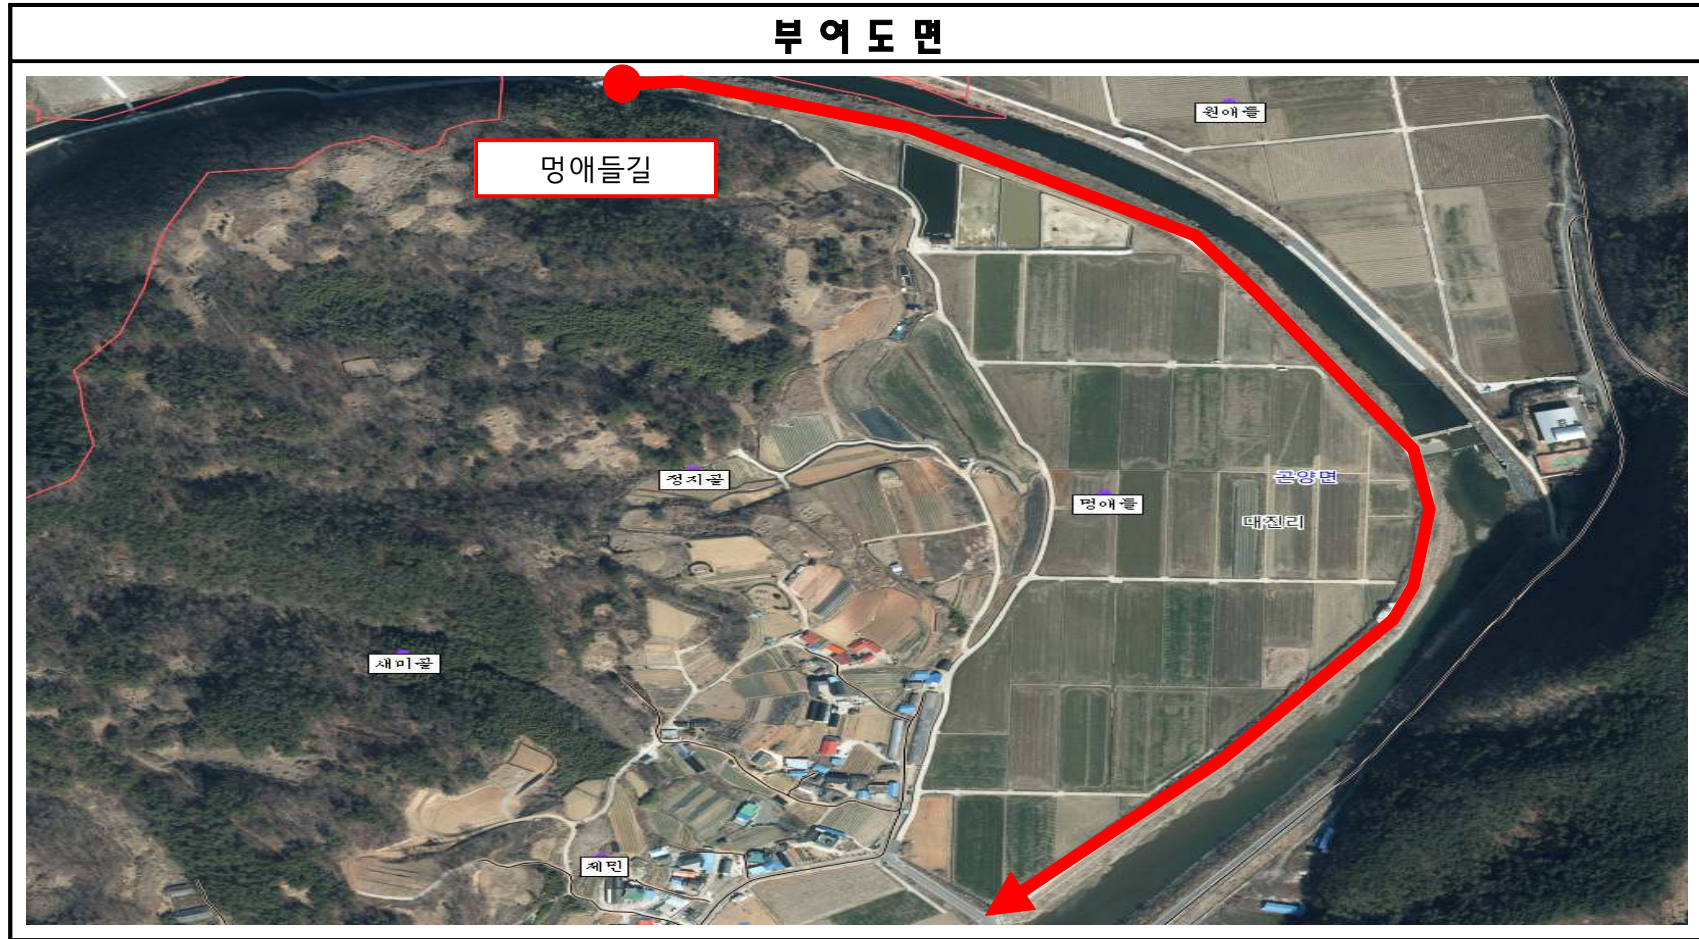 부 여 도 면
원애들
멍애들길
정지골
곤양면
멍애들
대진리
새미골
제민